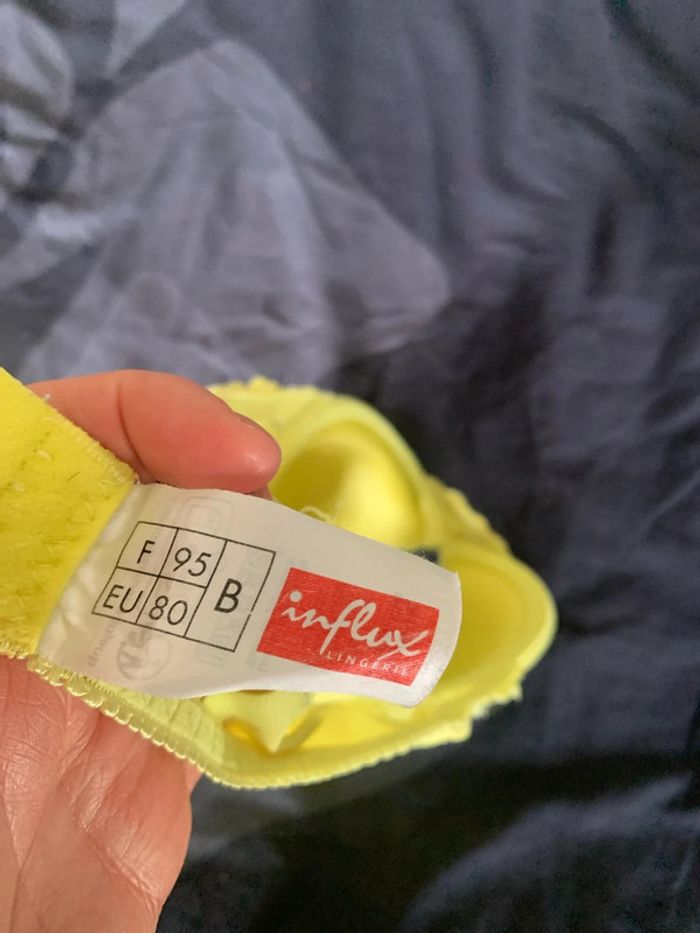 F 95
EU 80 B
influx
LINGERIE